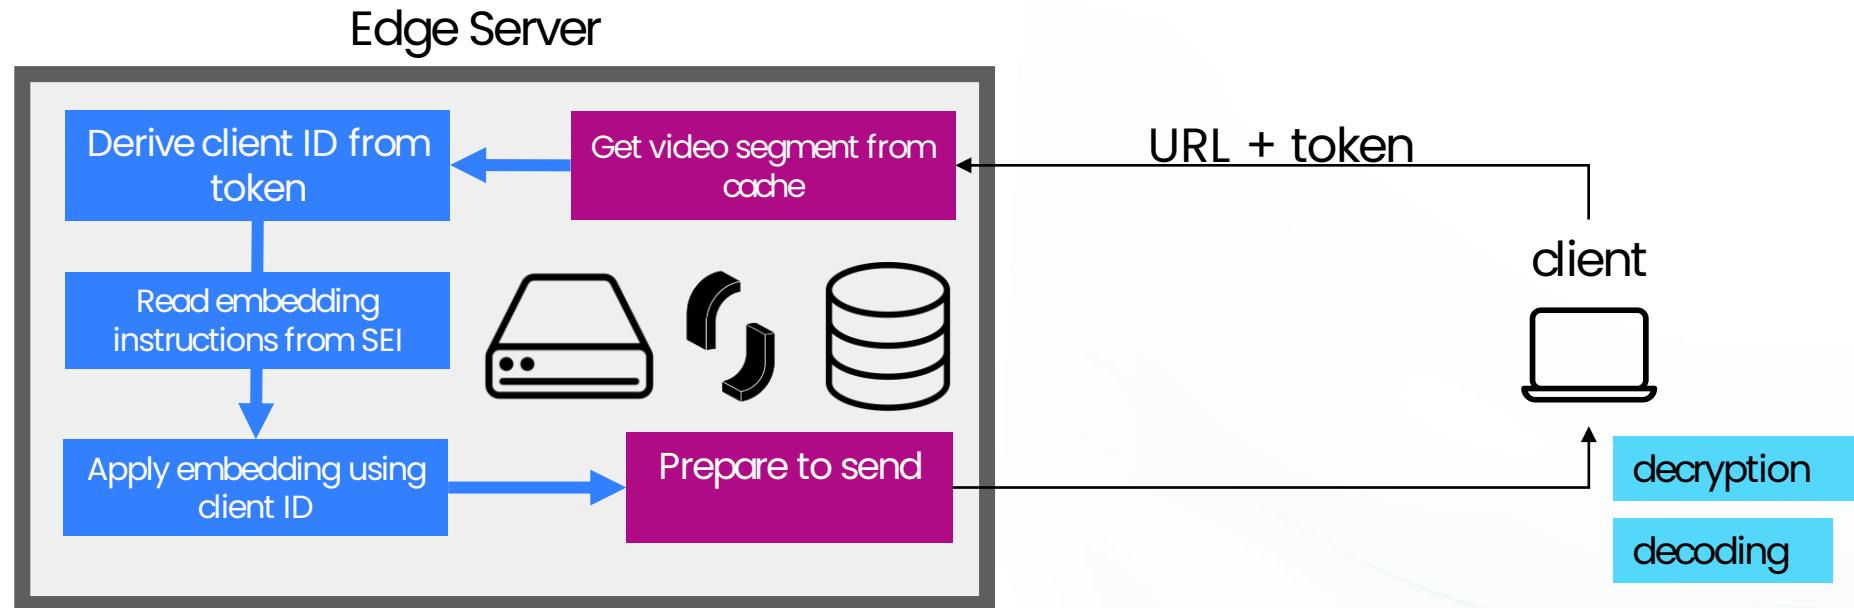 Edge Server
Derive client ID from
token
Get video segment from
cache
URL + token
Read embedding
instructions from SEI
client
Apply embedding using
client ID
Prepare to send
decryption
decoding